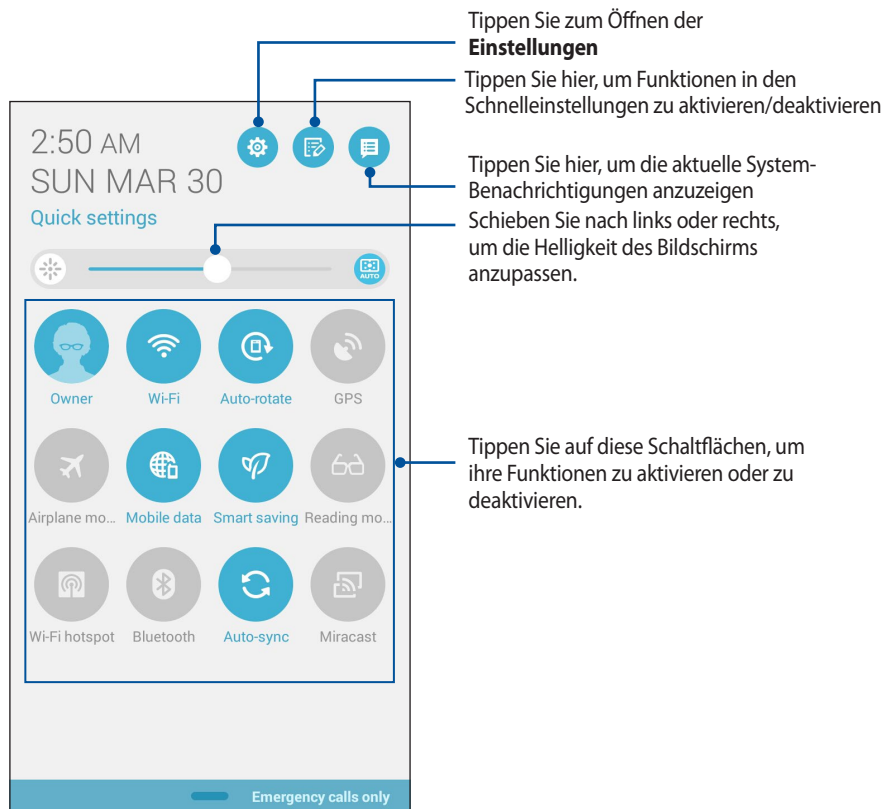 Tippen Sie zum Öffnen der
Einstellungen
Tippen Sie hier, um Funktionen in den
Schnelleinstellungen zu aktivieren/deaktivieren
Tippen Sie hier, um die aktuelle System-
Benachrichtigungen anzuzeigen
Schieben Sie nach links oder rechts,
um die Helligkeit des Bildschirms
anzupassen.
Tippen Sie auf diese Schaltflächen, um
ihre Funktionen zu aktivieren oder zu
deaktivieren.
2:50 AM
SUN MAR 30
Quick settings
AUTO
Owner Wi-Fi Auto-rotate GPS
Airplane mo... Mobile data Smart saving Reading mo...
Wi-Fi hotspot Bluetooth Auto-sync Miracast
Emergency calls only